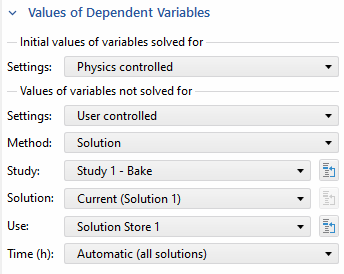 Values of Dependent Variables
Initial values of variables solved for
Settings: Physics controlled
Values of variables not solved for
Settings: User controlled
Method: Solution
Study: Study 1 - Bake
Solution: Current (Solution 1)
Use: Solution Store 1
Time (h): Automatic (all solutions)